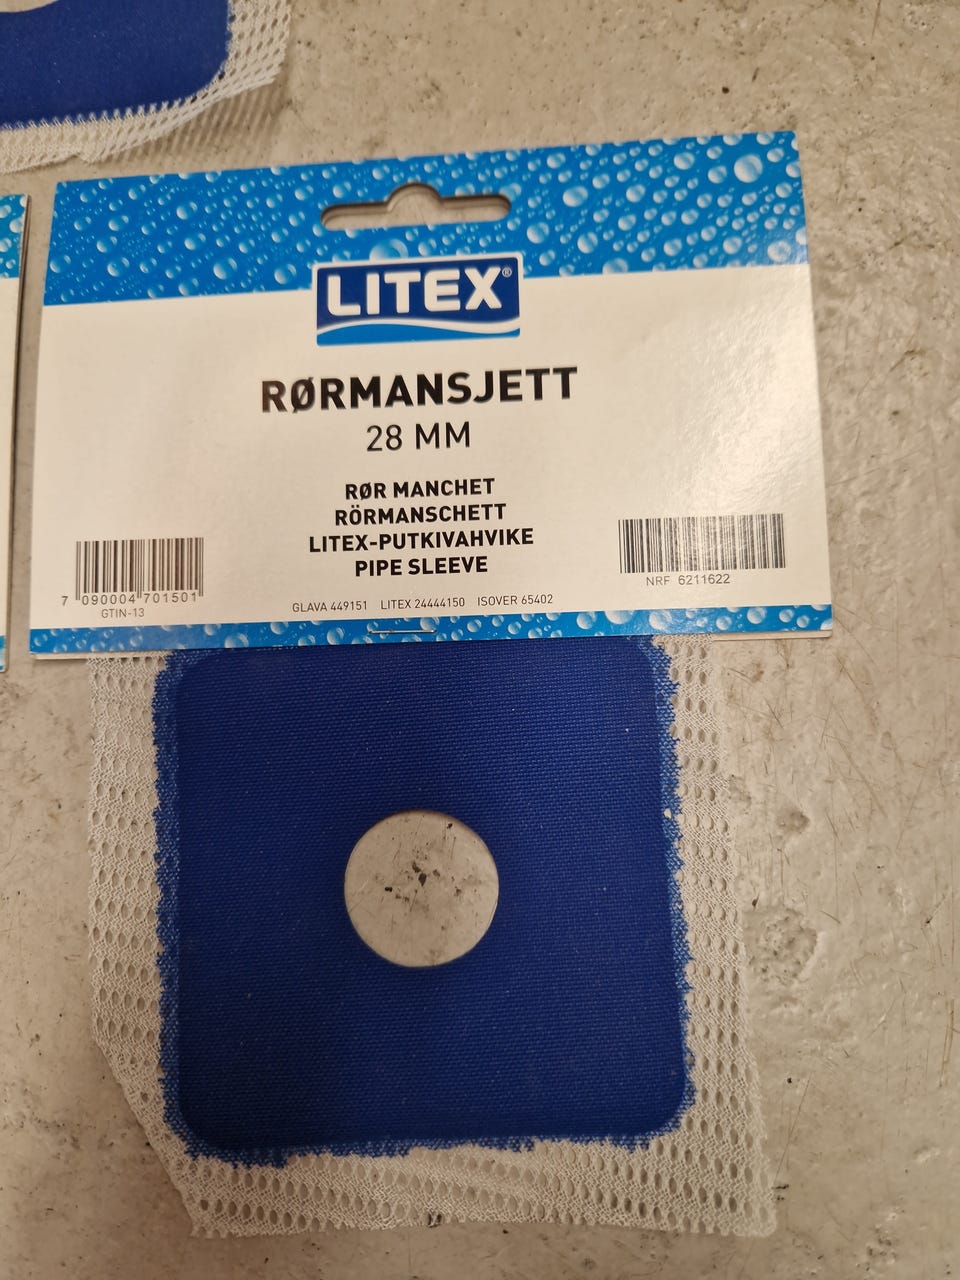 LITEX®
RØRMANSJETT
28 MM
RØR MANCHET
RÖRMANSCHETT
LITEX-PUTKIVAHVIKE
PIPE SLEEVE
7 090004 701501
GTIN-13
NRF 6211622
GLAVA 449151 LITEX 24444150 ISOVER 65402